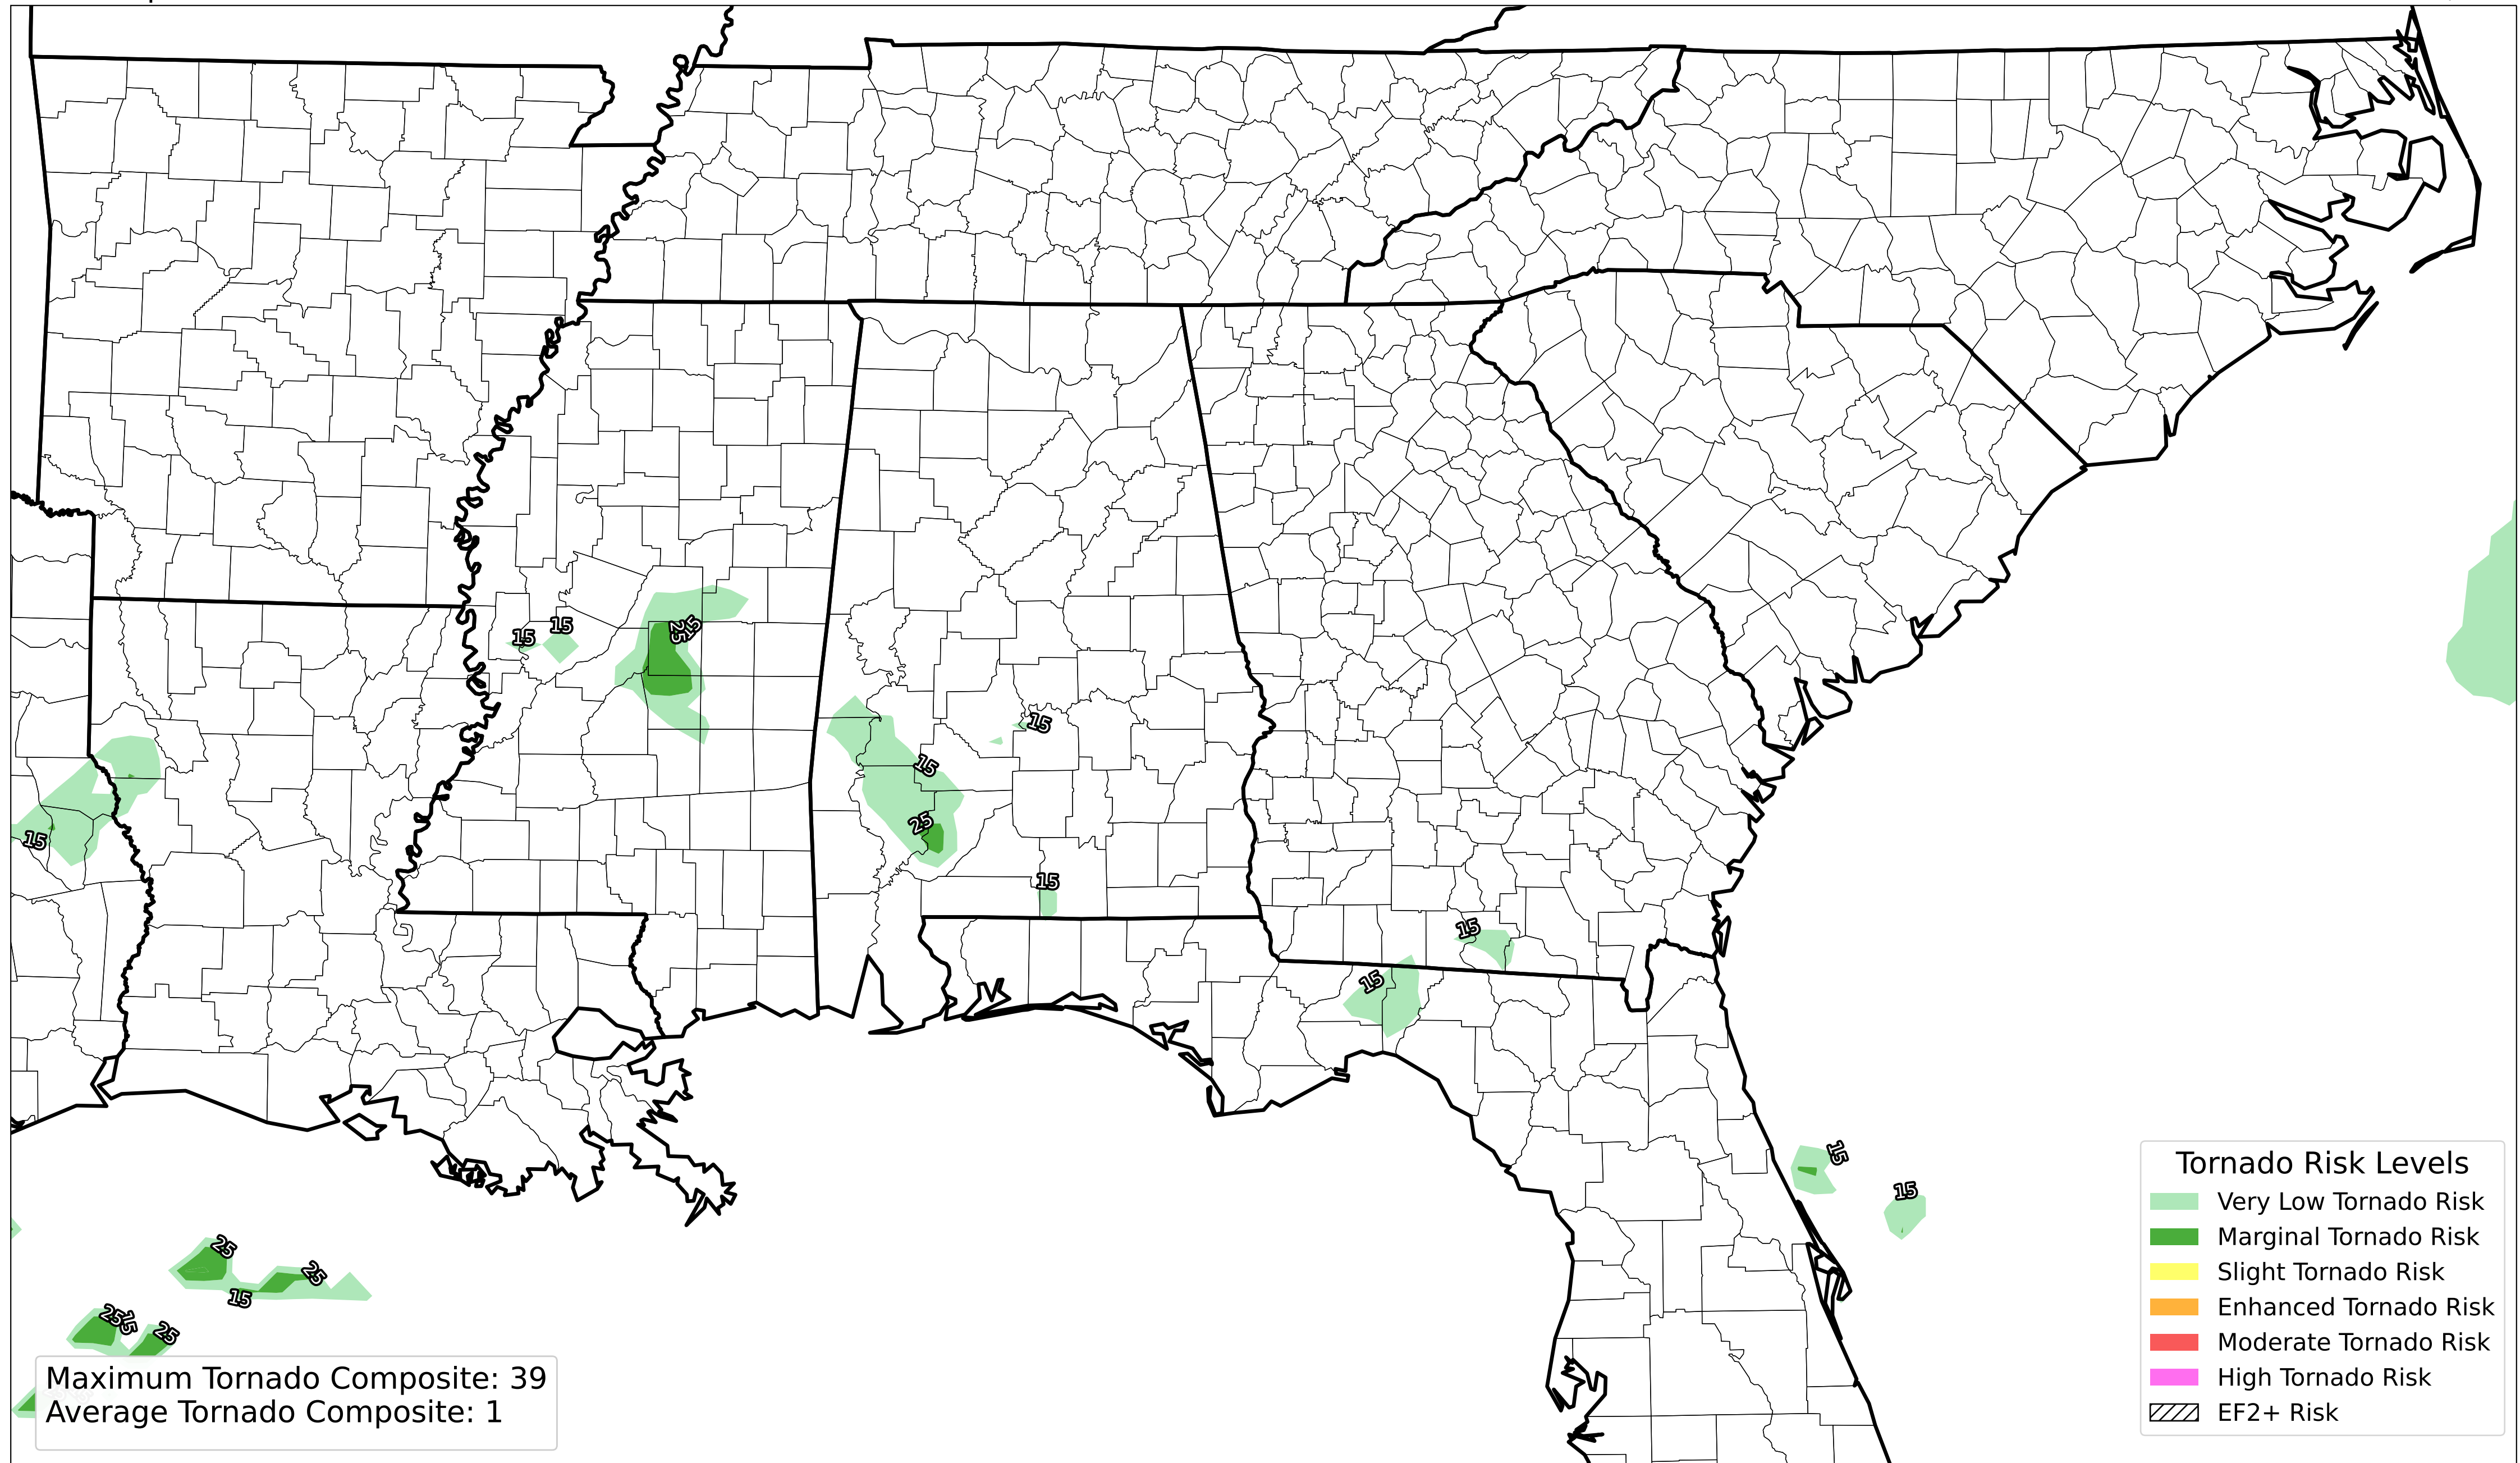 15
15
25
15
15
15
25
15
15
15
15
15
15
25
25
15
25
15
25
Maximum Tornado Composite: 39
Average Tornado Composite: 1
Tornado Risk Levels
Very Low Tornado Risk
Marginal Tornado Risk
Slight Tornado Risk
Enhanced Tornado Risk
Moderate Tornado Risk
High Tornado Risk
EF2+ Risk